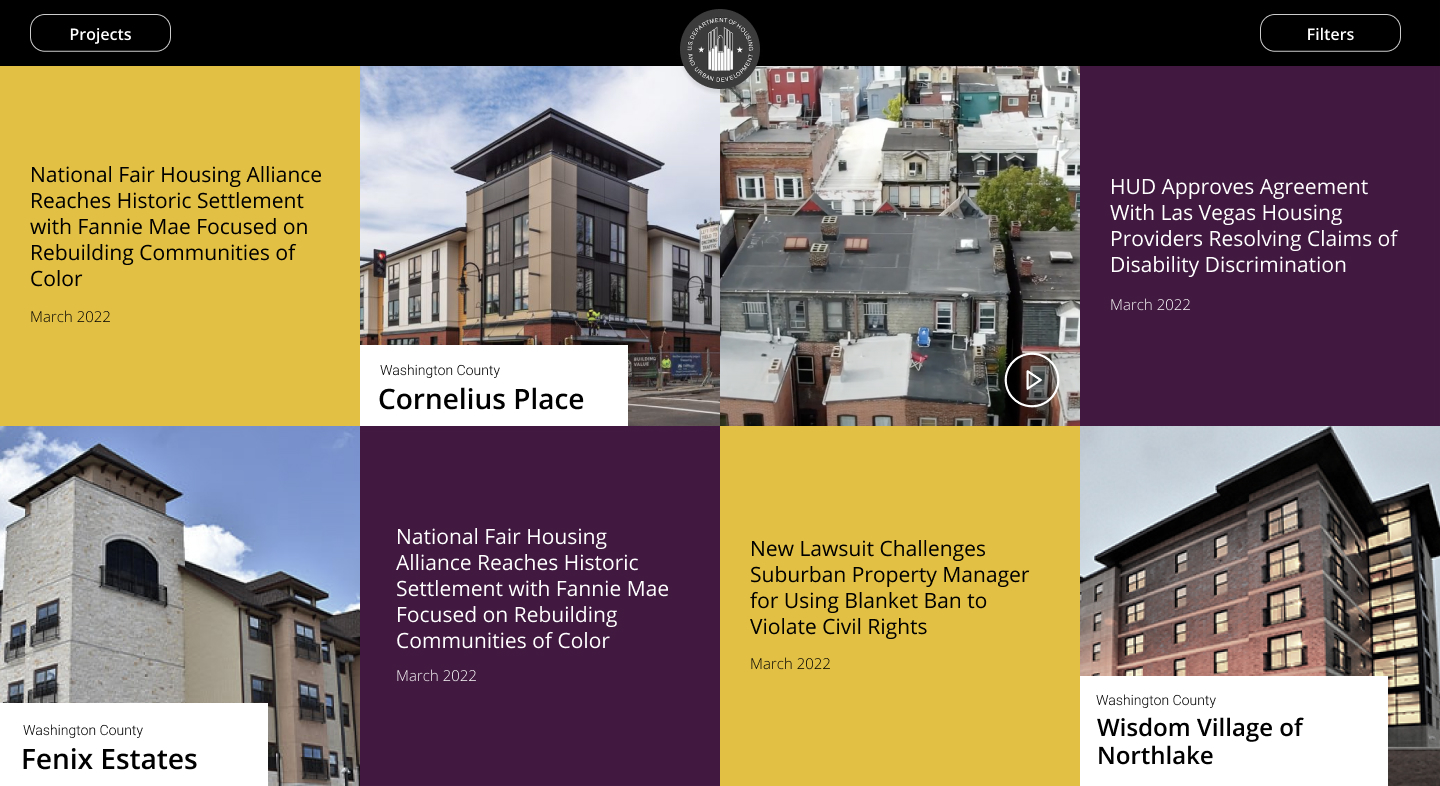 Projects
U.S. DEPARTMENT OF HOUSING
AND URBAN DEVELOPMENT
Filters
National Fair Housing Alliance
Reaches Historic Settlement
with Fannie Mae Focused on
Rebuilding Communities of
Color
March 2022
BUILDING
VALUE
Washington County
Cornelius Place
HUD Approves Agreement
With Las Vegas Housing
Providers Resolving Claims of
Disability Discrimination
March 2022
Washington County
Fenix Estates
National Fair Housing
Alliance Reaches Historic
Settlement with Fannie Mae
Focused on Rebuilding
Communities of Color
March 2022
New Lawsuit Challenges
Suburban Property Manager
for Using Blanket Ban to
Violate Civil Rights
March 2022
Washington County
Wisdom Village of
Northlake